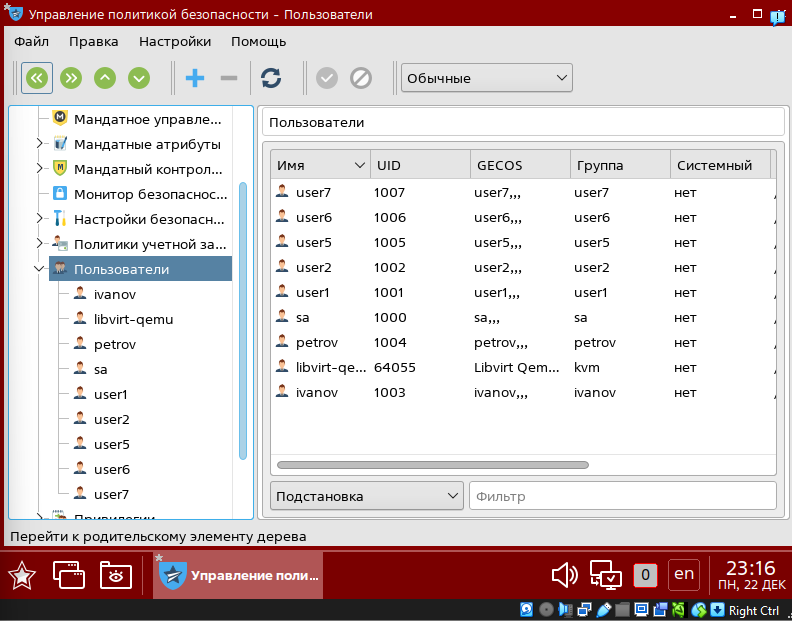 Управление политикой безопасности - Пользователи
Файл Правка Настройки Помощь
Обычные
Мандатное управле...
Мандатные атрибуты
Мандатный контрол...
Монитор безопаснос...
Настройки безопасн...
Политики учетной за...
Пользователи
ivanov
libvirt-qemu
petrov
sa
user1
user2
user5
user6
user7
Привилегии
Пользователи
Имя UID GECOS Группа Системный
user7 1007 user7,,, user7 нет
user6 1006 user6,,, user6 нет
user5 1005 user5,,, user5 нет
user2 1002 user2,,, user2 нет
user1 1001 user1,,, user1 нет
sa 1000 sa,,, sa нет
petrov 1004 petrov,,, petrov нет
libvirt-qe... 64055 Libvirt Qem... kvm нет
ivanov 1003 ivanov,,, ivanov нет
Подстановка Фильтр
Перейти к родительскому элементу дерева
Управление поли... 0 en 23:16
ПН, 22 ДЕК
Right Ctrl